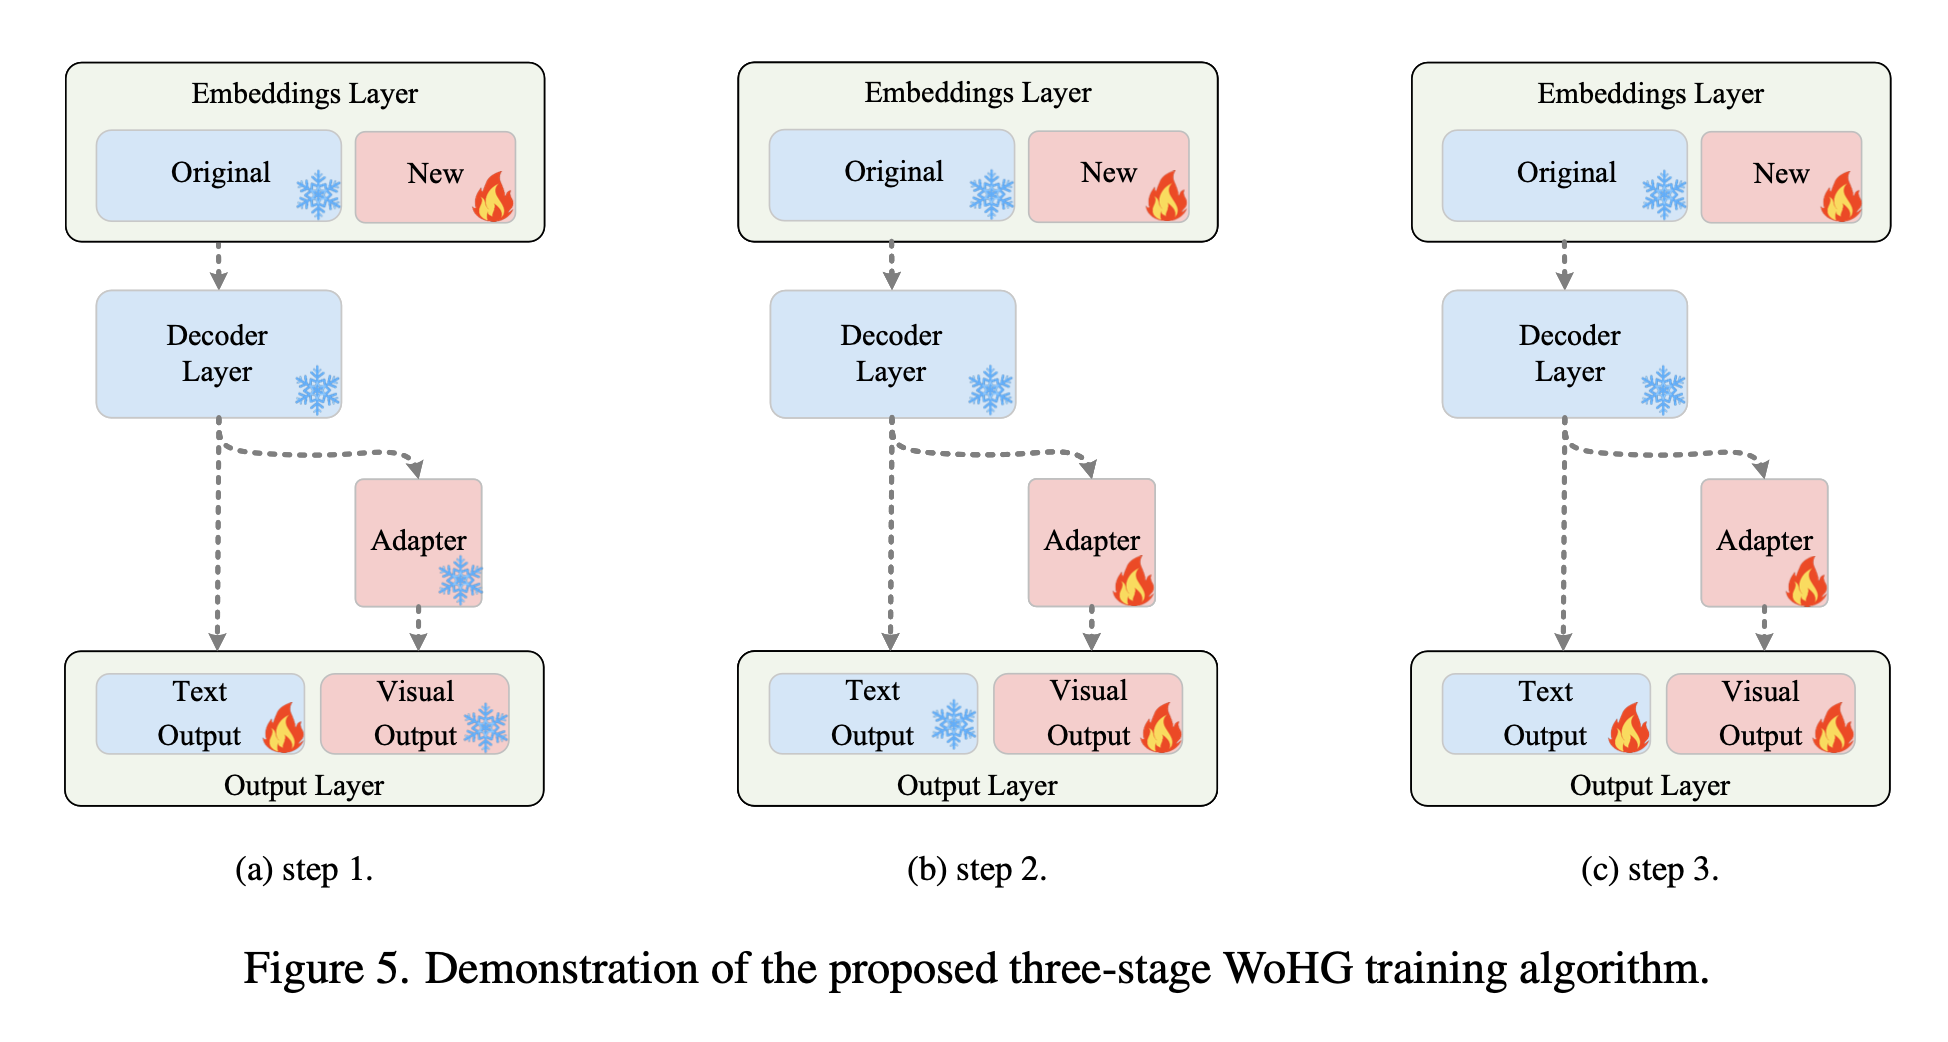 Embeddings Layer
Original
New
Decoder
Layer
Adapter
Text
Output
Visual
Output
Output Layer
(a) step 1.
Embeddings Layer
Original
New
Decoder
Layer
Adapter
Text
Output
Visual
Output
Output Layer
(b) step 2.
Embeddings Layer
Original
New
Decoder
Layer
Adapter
Text
Output
Visual
Output
Output Layer
(c) step 3.
Figure 5. Demonstration of the proposed three-stage WoHG training algorithm.